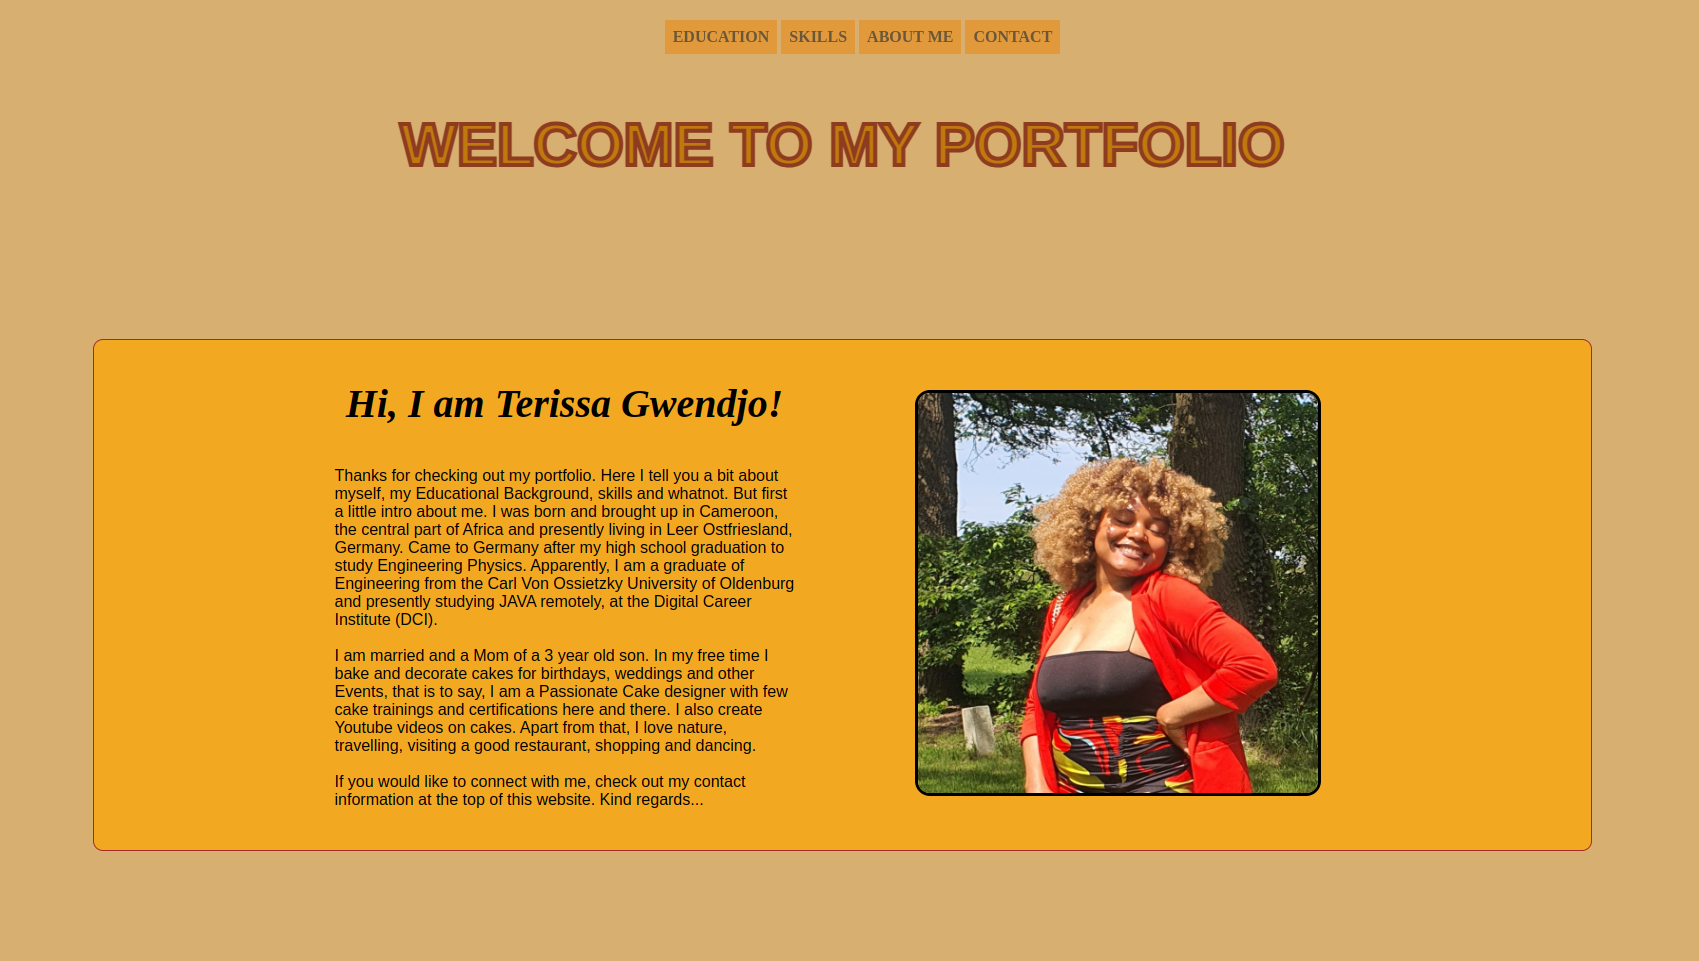 EDUCATION SKILLS ABOUT ME CONTACT
WELCOME TO MY PORTFOLIO
Hi, I am Terissa Gwendjo!
Thanks for checking out my portfolio. Here I tell you a bit about
myself, my Educational Background, skills and whatnot. But first
a little intro about me. I was born and brought up in Cameroon,
the central part of Africa and presently living in Leer Ostfriesland,
Germany. Came to Germany after my high school graduation to
study Engineering Physics. Apparently, I am a graduate of
Engineering from the Carl Von Ossietzky University of Oldenburg
and presently studying JAVA remotely, at the Digital Career
Institute (DCI).
I am married and a Mom of a 3 year old son. In my free time I
bake and decorate cakes for birthdays, weddings and other
Events, that is to say, I am a Passionate Cake designer with few
cake trainings and certifications here and there. I also create
Youtube videos on cakes. Apart from that, I love nature,
travelling, visiting a good restaurant, shopping and dancing.
If you would like to connect with me, check out my contact
information at the top of this website. Kind regards...